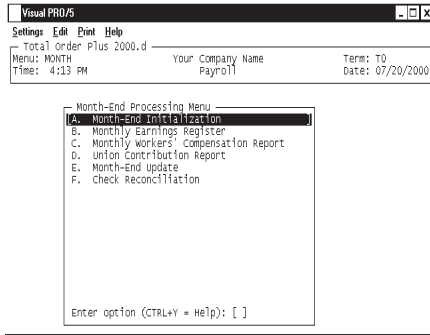 Visual PRO/5
Settings Edit Print Help
Total Order Plus 2000.d
Menu: MONTH Your Company Name Term: T0
Time: 4:13 PM Payroll Date: 07/20/2000
Month-End Processing Menu
[A. Month-End Initialization ]
B. Monthly Earnings Register
C. Monthly Workers' Compensation Report
D. Union Contribution Report
E. Month-End Update
F. Check Reconciliation
Enter option (CTRL+Y = Help): [ ]